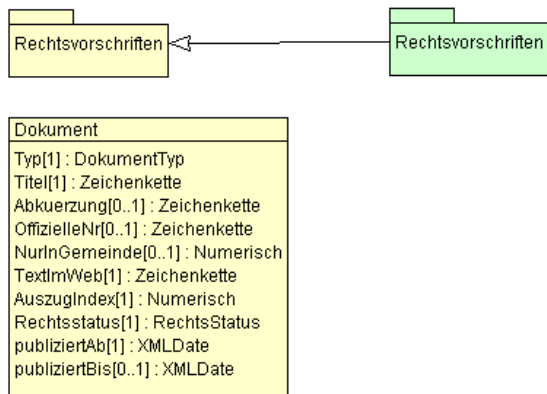 Rechtsvorschriften
Rechtsvorschriften
Dokument
Typ[1] : DokumentTyp
Titel[1] : Zeichenkette
Abkuerzung[0..1] : Zeichenkette
OffizielleNr[0..1] : Zeichenkette
NurInGemeinde[0..1] : Numerisch
TextImWeb[1] : Zeichenkette
AuszugIndex[1] : Numerisch
Rechtsstatus[1] : RechtsStatus
publiziertAb[1] : XMLDate
publiziertBis[0..1] : XMLDate